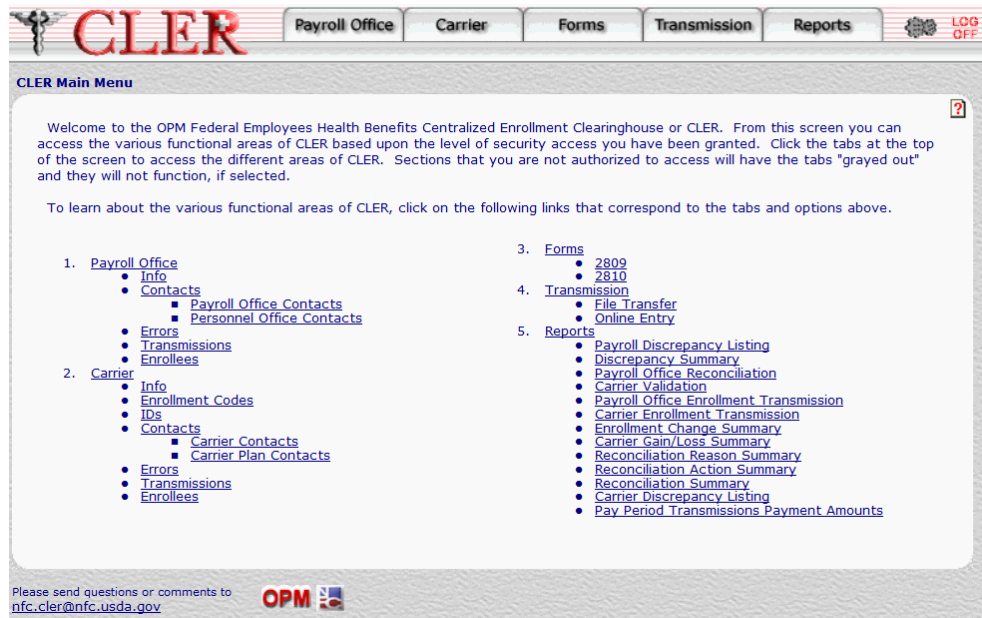 CLER
Payroll Office
Carrier
Forms
Transmission
Reports
LOG
OFF
CLER Main Menu
?
Welcome to the OPM Federal Employees Health Benefits Centralized Enrollment Clearinghouse or CLER. From this screen you can
access the various functional areas of CLER based upon the level of security access you have been granted. Click the tabs at the top
of the screen to access the different areas of CLER. Sections that you are not authorized to access will have the tabs "grayed out"
and they will not function, if selected.
To learn about the various functional areas of CLER, click on the following links that correspond to the tabs and options above.
1. Payroll Office
• Info
• Contacts
▪ Payroll Office Contacts
▪ Personnel Office Contacts
• Errors
• Transmissions
• Enrollees
2. Carrier
• Info
• Enrollment Codes
• IDs
• Contacts
▪ Carrier Contacts
▪ Carrier Plan Contacts
• Errors
• Transmissions
• Enrollees
3. Forms
• 2809
• 2810
4. Transmission
• File Transfer
• Online Entry
5. Reports
• Payroll Discrepancy Listing
• Discrepancy Summary
• Payroll Office Reconciliation
• Carrier Validation
• Payroll Office Enrollment Transmission
• Carrier Enrollment Transmission
• Enrollment Change Summary
• Carrier Gain/Loss Summary
• Reconciliation Reason Summary
• Reconciliation Action Summary
• Reconciliation Summary
• Carrier Discrepancy Listing
• Pay Period Transmissions Payment Amounts
Please send questions or comments to
nfc.cler@nfc.usda.gov
OPM